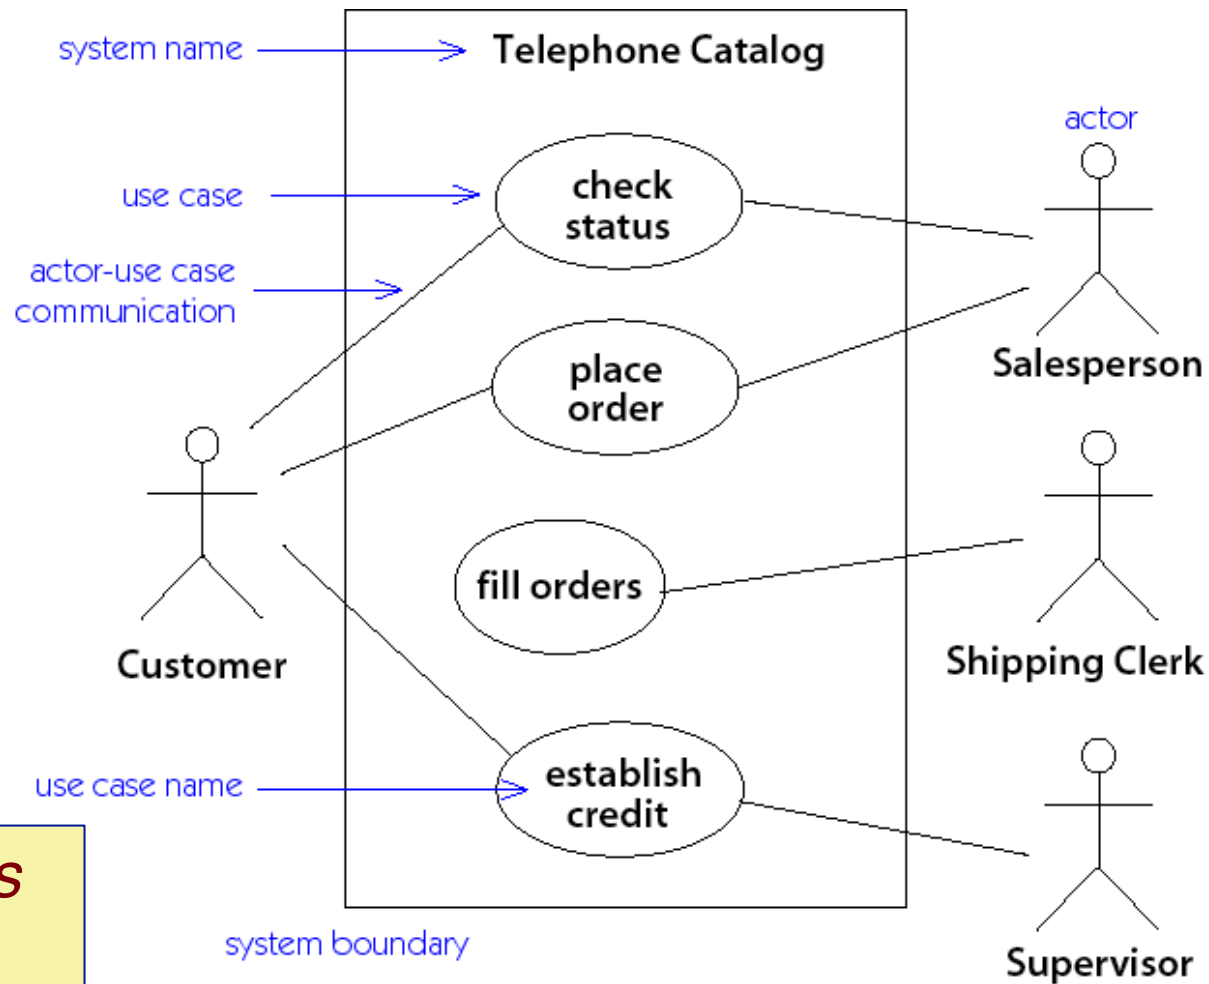 system name
Telephone Catalog
actor
use case
check
status
actor-use case
communication
place
order
Salesperson
fill orders
Customer
Shipping Clerk
use case name
establish
credit
s
system boundary
Supervisor